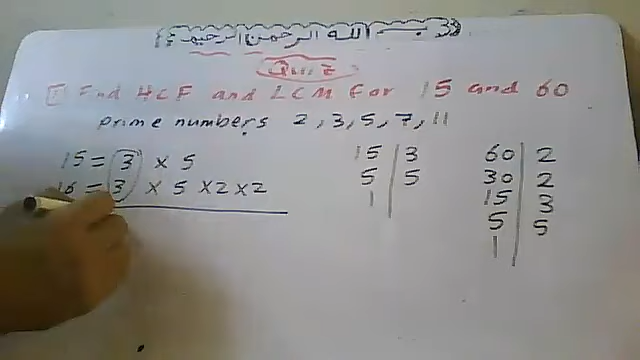 بسم الله الرحمن الرحيم
Quiz
Find HCF and LCM for 15 and 60
prime numbers 2, 3, 5, 7, 11
15 = 3 × 5
= 3 × 5 × 2 × 2
15 | 3
5 | 5
1
60 | 2
30 | 2
15 | 3
5 | 5
1